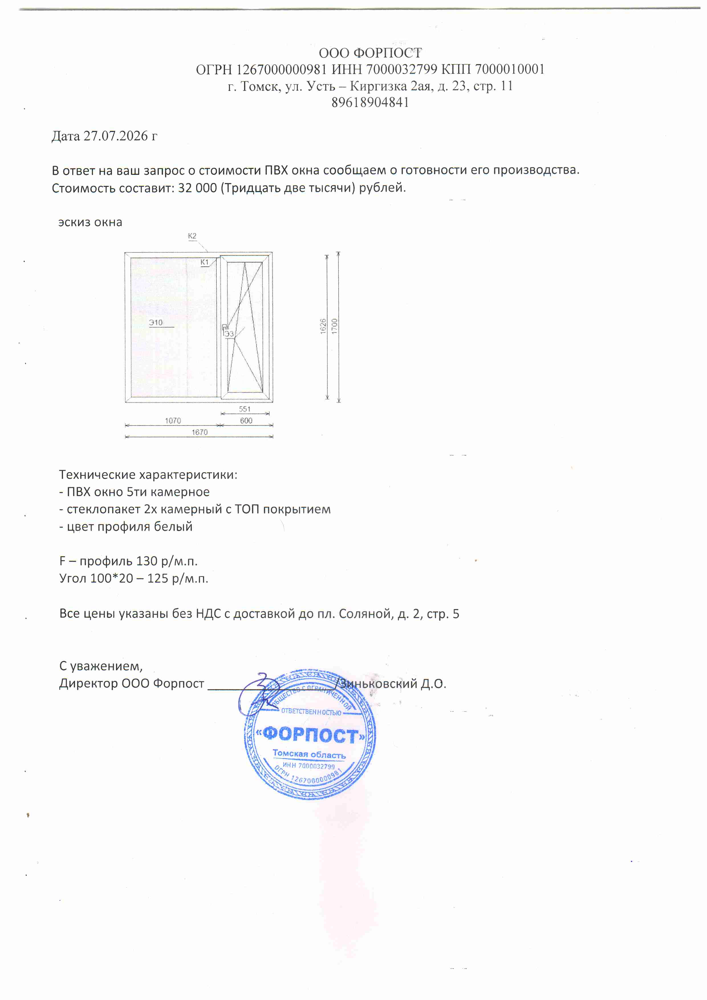 ООО ФОРПОСТ
ОГРН 1267000000981 ИНН 7000032799 КПП 7000010001
г. Томск, ул. Усть – Киргизка 2ая, д. 23, стр. 11
89618904841
Дата 27.07.2026 г
В ответ на ваш запрос о стоимости ПВХ окна сообщаем о готовности его производства.
Стоимость составит: 32 000 (Тридцать две тысячи) рублей.
эскиз окна
К2
К1
Э10
Э3
1626
1700
551
1070
600
1670
Технические характеристики:
- ПВХ окно 5ти камерное
- стеклопакет 2х камерный с ТОП покрытием
- цвет профиля белый
F – профиль 130 р/м.п.
Угол 100*20 – 125 р/м.п.
Все цены указаны без НДС с доставкой до пл. Соляной, д. 2, стр. 5
С уважением,
Директор ООО Форпост ___________________/Зиньковский Д.О.
ОБЩЕСТВО С ОГРАНИЧЕННОЙ
ОТВЕТСТВЕННОСТЬЮ
«ФОРПОСТ»
Томская область
ИНН 7000032799
ОГРН 1267000000981